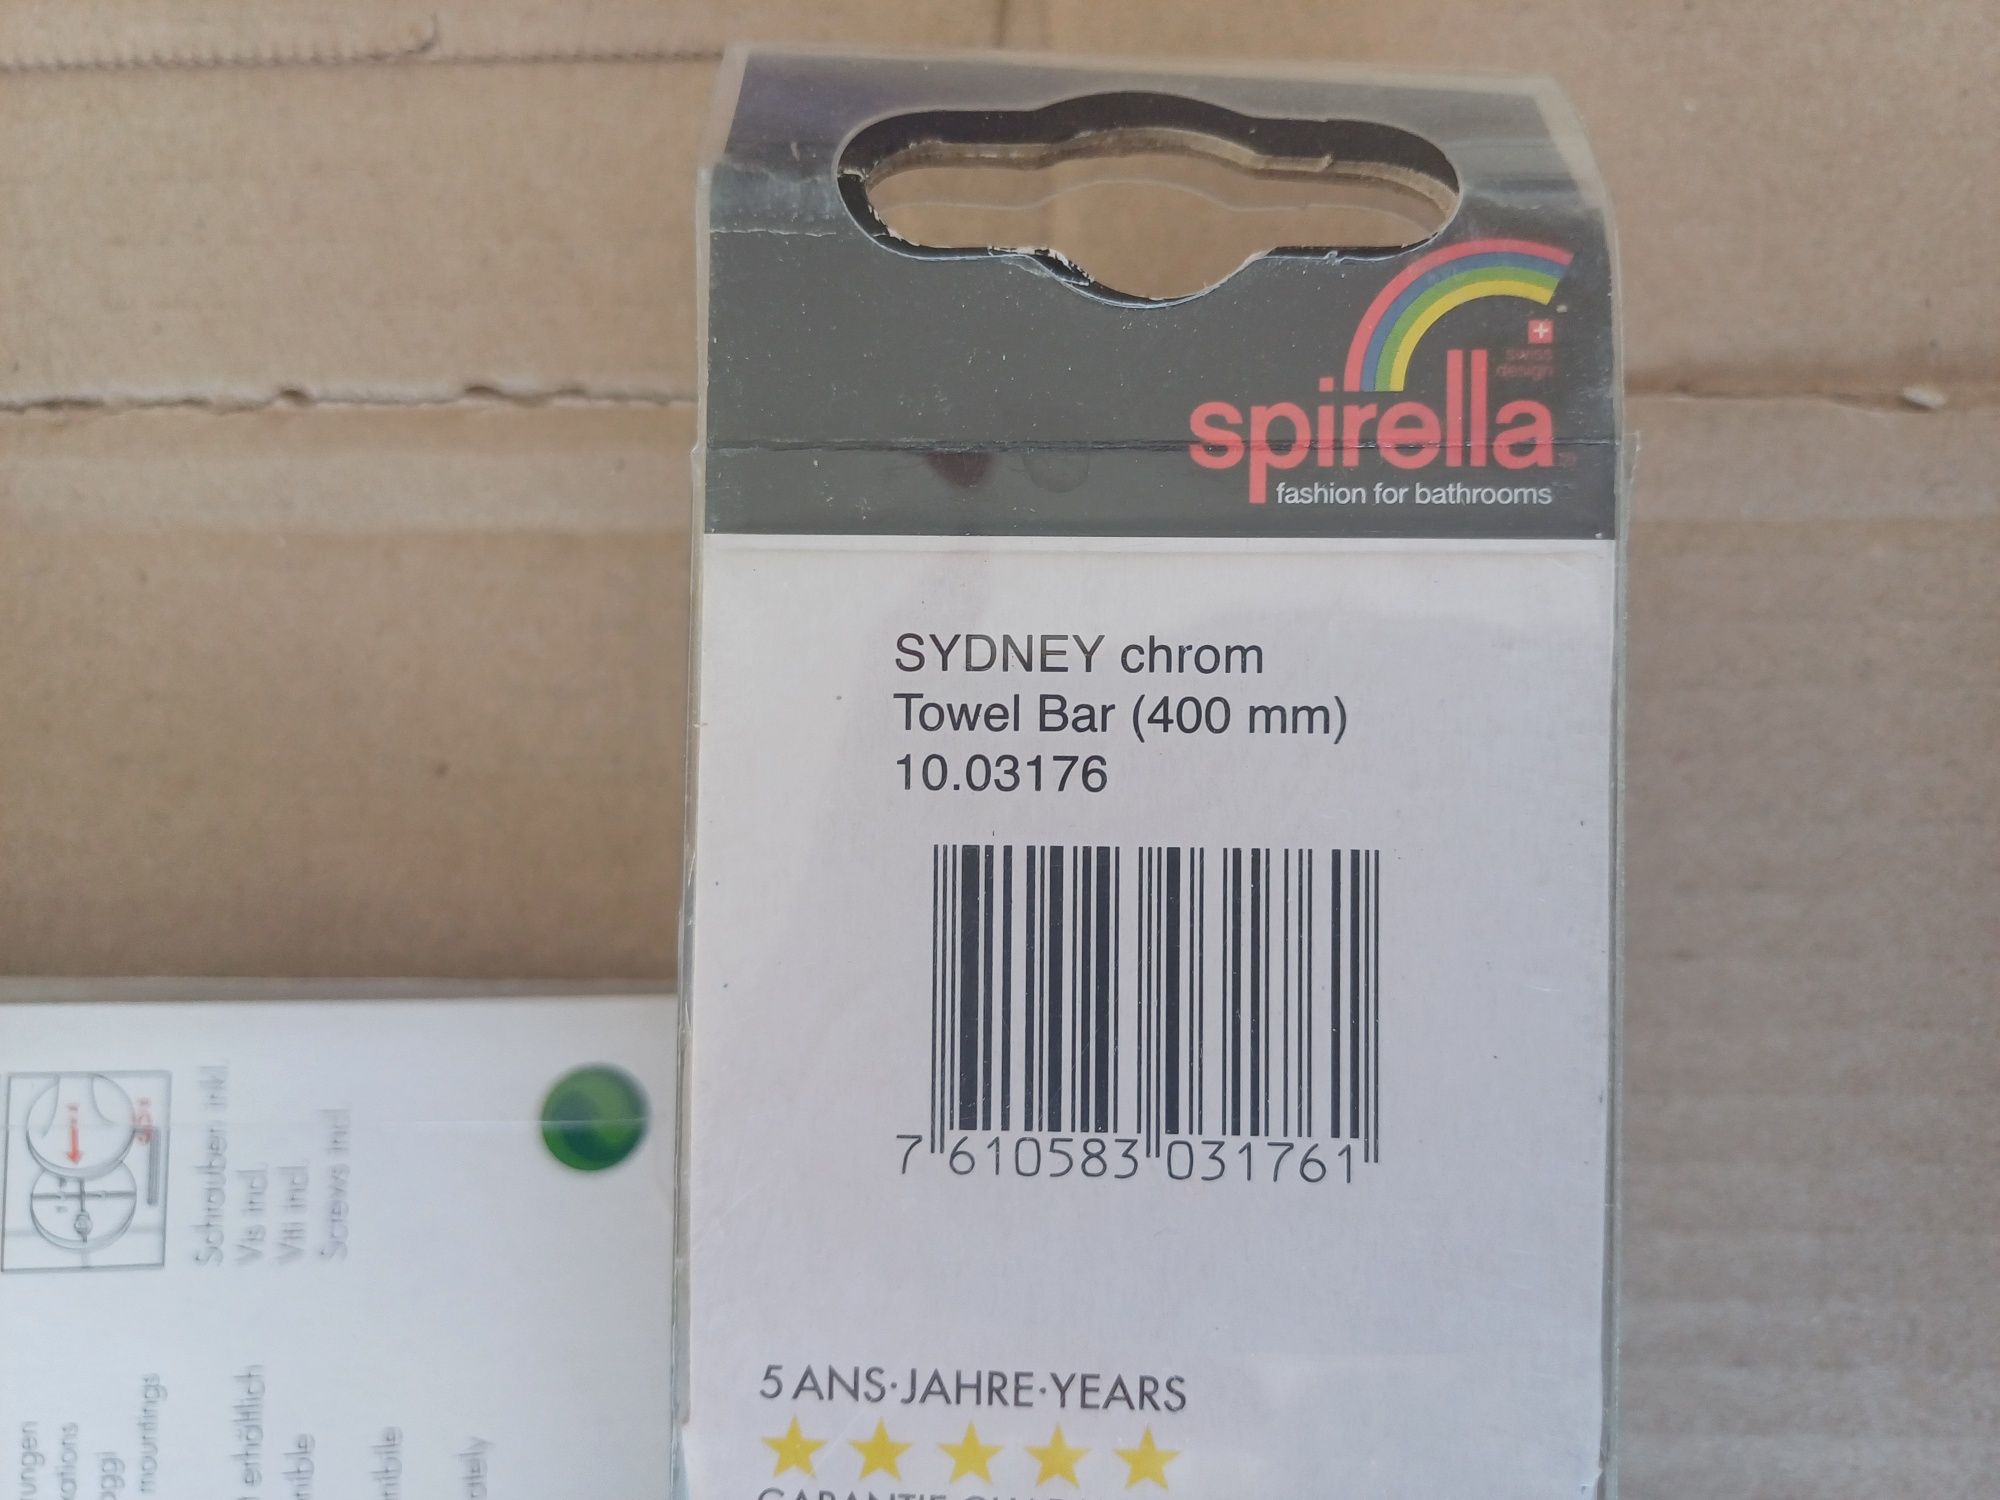 swiss
design
spirella
fashion for bathrooms
SYDNEY chrom
Towel Bar (400 mm)
10.03176
7 610583 031761
5 ANS·JAHRE·YEARS
Schrauben inkl.
Vis incl.
Viti incl.
Screws incl.
mountings
erhältlich